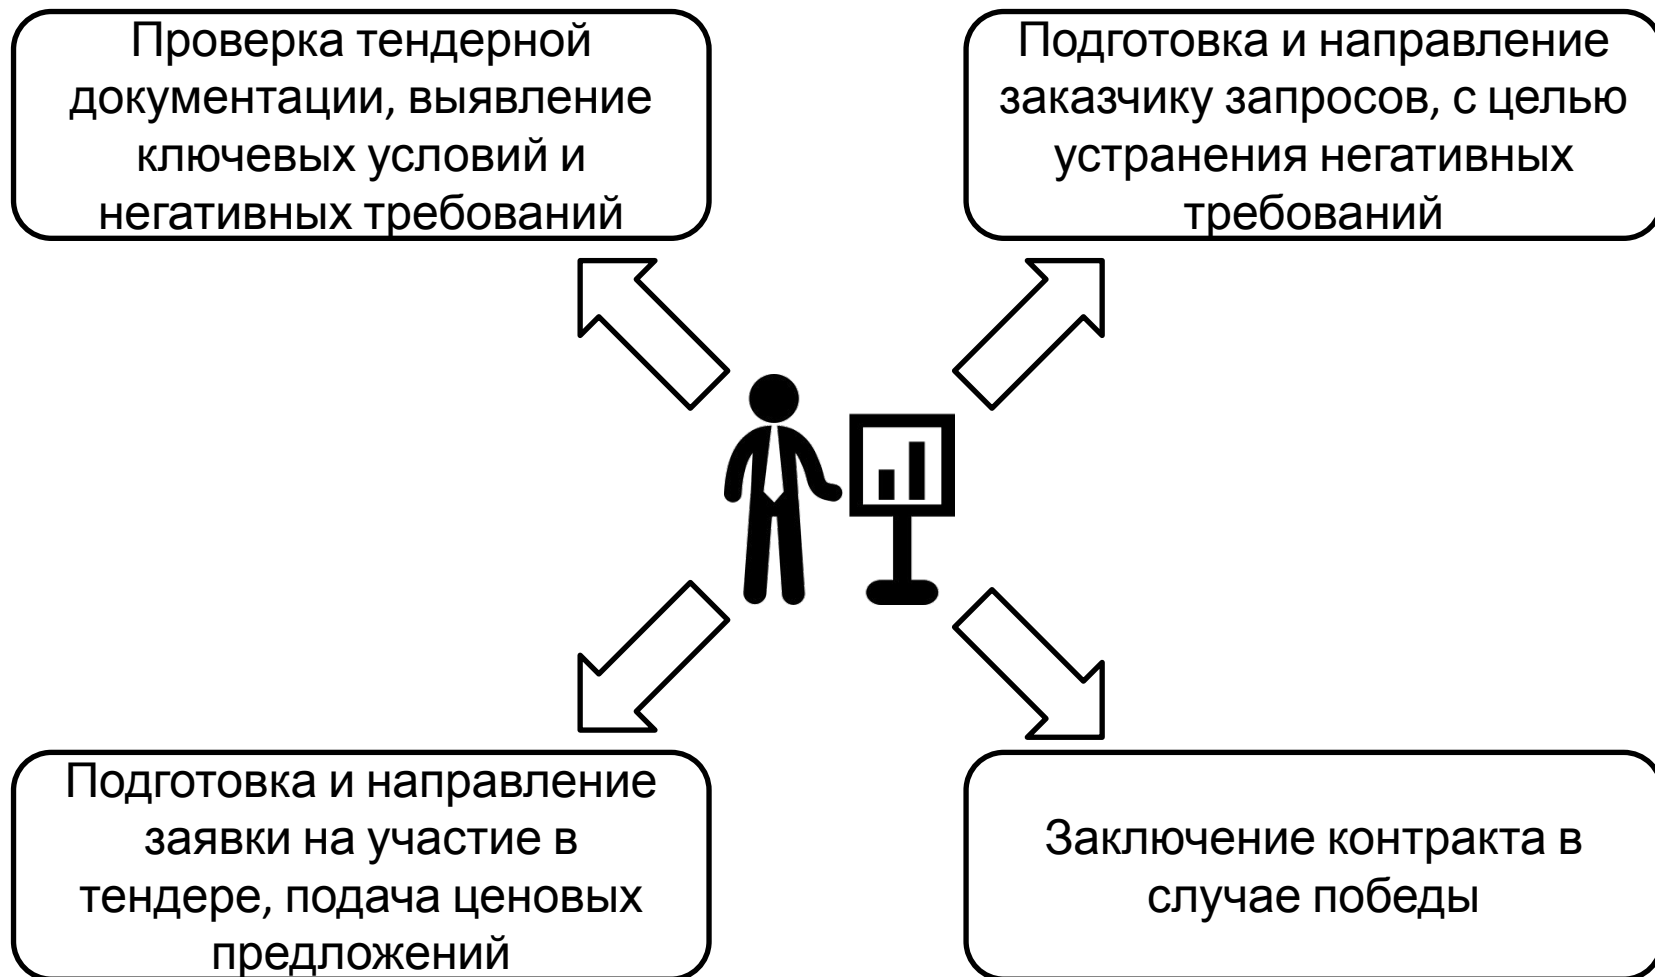 Проверка тендерной
документации, выявление
ключевых условий и
негативных требований
Подготовка и направление
заказчику запросов, с целью
устранения негативных
требований
Подготовка и направление
заявки на участие в
тендере, подача ценовых
предложений
Заключение контракта в
случае победы